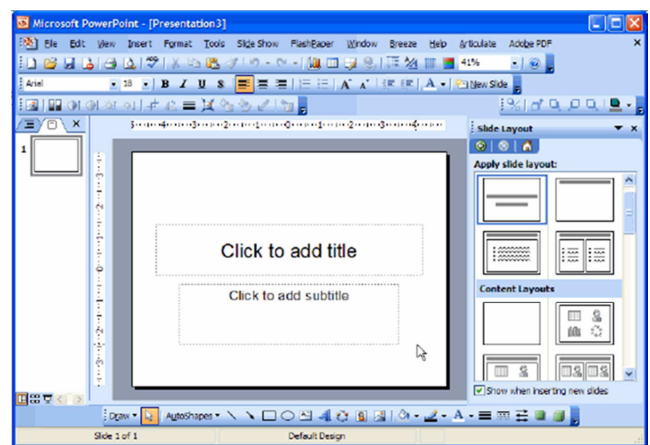 Microsoft PowerPoint - [Presentation3]
File Edit View Insert Format Tools Slide Show FlashPaper Window Breeze Help Articulate Adobe PDF
41%
Arial 18 B I U S A A A New Slide
Slide Layout
1
Apply slide layout:
Click to add title
Click to add subtitle
Content Layouts
Show when inserting new slides
Draw AutoShapes A
Slide 1 of 1 Default Design